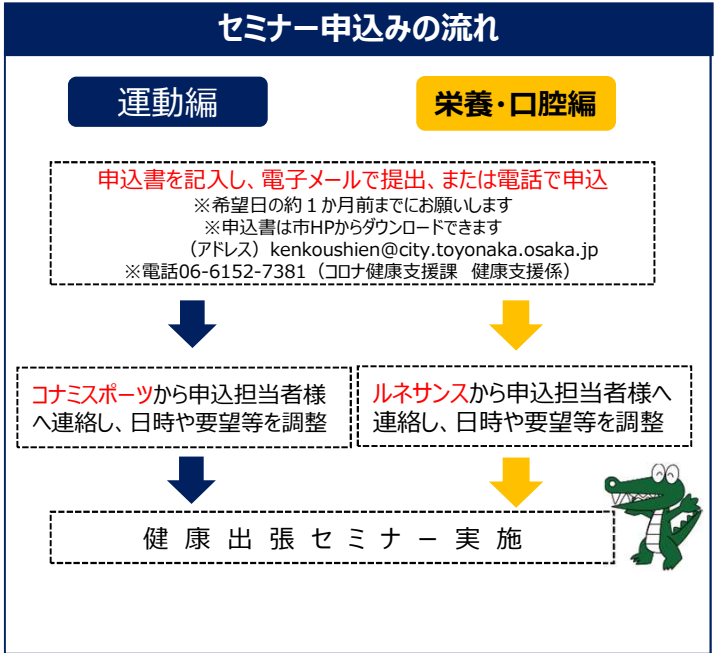 セミナー申込みの流れ
運動編
栄養・口腔編
申込書を記入し、電子メールで提出、または電話で申込
※希望日の約１か月前までにお願いします
※申込書は市HPからダウンロードできます
（アドレス）kenkoushien@city.toyonaka.osaka.jp
※電話06-6152-7381（コロナ健康支援課　健康支援係）
コナミスポーツから申込担当者様
へ連絡し、日時や要望等を調整
ルネサンスから申込担当者様へ
連絡し、日時や要望等を調整
健康出張セミナー実施